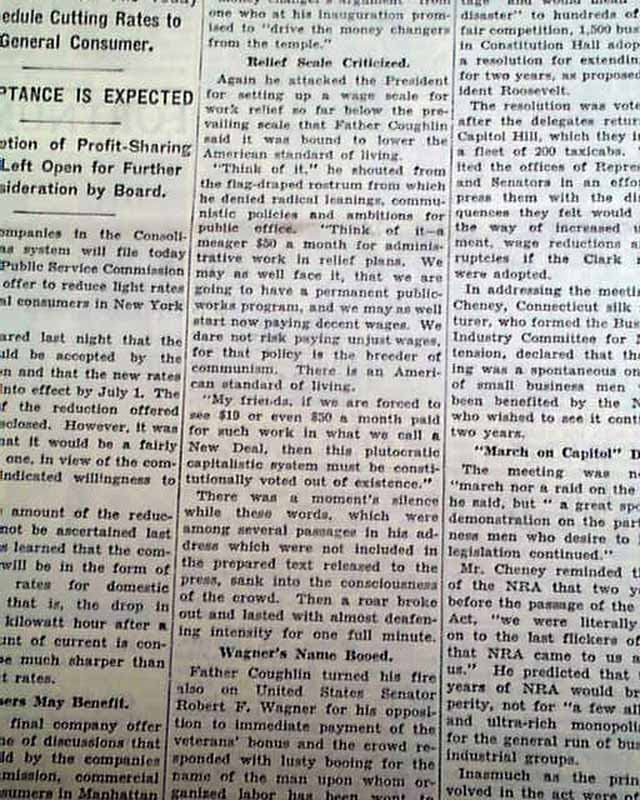 edule Cutting Rates to
General Consumer.
PTANCE IS EXPECTED
ption of Profit-Sharing
Left Open for Further
sideration by Board.
ompanies in the Consoli-
as system will file today
Public Service Commission
offer to reduce light rates
al consumers in New York
ared last night that the
uld be accepted by the
n and that the new rates
into effect by July 1. The
f the reduction offered
sclosed. However, it was
hat it would be a fairly
one, in view of the com-
indicated willingness to
amount of the reduc-
not be ascertained last
s learned that the com-
will be in the form of
rates for domestic
that is, the drop in
kilowatt hour after a
unt of current is con-
be much sharper than
t rates.
ers May Benefit.
final company offer
ne of discussions that
ld by the companies
mission, commercial
sumers in Manhattan
money changer's argument from
one who at his inauguration prom-
ised to "drive the money changers
from the temple."
Relief Scale Criticized.
Again he attacked the President
for setting up a wage scale for
work relief so far below the pre-
vailing scale that Father Coughlin
said it was bound to lower the
American standard of living.
"Think of it," he shouted from
the flag-draped rostrum from which
he denied radical leanings, commu-
nistic policies and ambitions for
public office. "Think of it—a
meager $50 a month for adminis-
trative work in relief plans. We
may as well face it, that we are
going to have a permanent public-
works program, and we may as well
start now paying decent wages. We
dare not risk paying unjust wages,
for that policy is the breeder of
communism. There is an Ameri-
can standard of living.
"My friends, if we are forced to
see $19 or even $50 a month paid
for such work in what we call a
New Deal, then this plutocratic
capitalistic system must be consti-
tutionally voted out of existence."
There was a moment's silence
while these words, which were
among several passages in his ad-
dress which were not included in
the prepared text released to the
press, sank into the consciousness
of the crowd. Then a roar broke
out and lasted with almost deafen-
ing intensity for one full minute.
Wagner's Name Booed.
Father Coughlin turned his fire
also on United States Senator
Robert F. Wagner for his opposi-
tion to immediate payment of the
veterans' bonus and the crowd re-
sponded with lusty booing for the
name of the man upon whom or-
ganized labor has been wont
tage and would mean
disaster" to hundreds of
fair competition, 1,500 bus
in Constitution Hall adop
a resolution for extendin
for two years, as propose
ident Roosevelt.
The resolution was vote
after the delegates retur
Capitol Hill, which they
a fleet of 200 taxicabs.
ited the offices of Repre
and Senators in an effo
press them with the di
quences they felt would
the way of increased u
ment, wage reductions a
ruptcies if the Clark
were adopted.
In addressing the meeti
Cheney, Connecticut silk
turer, who formed the Bus
Industry Committee for
tension, declared that th
ing was a spontaneous on
of small business men
been benefited by the N
who wished to see it cont
two years.
"March on Capitol" D
The meeting was n
"march nor a raid on the
he said, but " a great spo
demonstration on the part
ness men who desire to
legislation continued."
Mr. Cheney reminded th
of the NRA that two y
before the passage of the
Act, "we were literally
on to the last flickers of
that NRA came to us
us." He predicted that
years of NRA would br
perity, not for "a few all
and ultra-rich monopoli
for the general run of bu
industrial groups.
Inasmuch as the prin
volved in the act were o